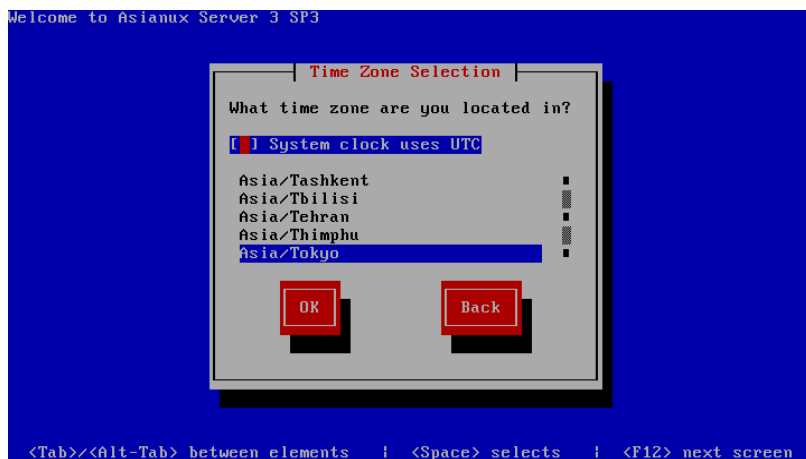 Welcome to Asianux Server 3 SP3
Time Zone Selection
What time zone are you located in?
[ ] System clock uses UTC
Asia/Tashkent
Asia/Tbilisi
Asia/Tehran
Asia/Thimphu
Asia/Tokyo
OK Back
<Tab>/<Alt-Tab> between elements | <Space> selects | <F12> next screen